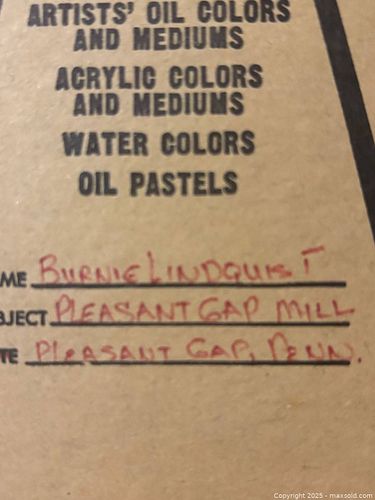 ARTISTS' OIL COLORS
AND MEDIUMS
ACRYLIC COLORS
AND MEDIUMS
WATER COLORS
OIL PASTELS
ME BURNIE LINDQUIST
BJECT PLEASANT GAP MILL
TE PLEASANT GAP, PENN.
Copyright 2025 - maxsold.com